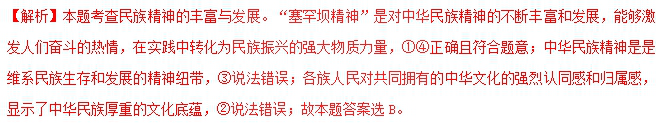 【解析】本题考查民族精神的丰富与发展。“塞罕坝精神”是对中华民族精神的不断丰富和发展，能够激
发人们奋斗的热情，在实践中转化为民族振兴的强大物质力量，①④正确且符合题意；中华民族精神是是
维系民族生存和发展的精神纽带，③说法错误；各族人民对共同拥有的中华文化的强烈认同感和归属感，
显示了中华民族厚重的文化底蕴，②说法错误；故本题答案选 B。